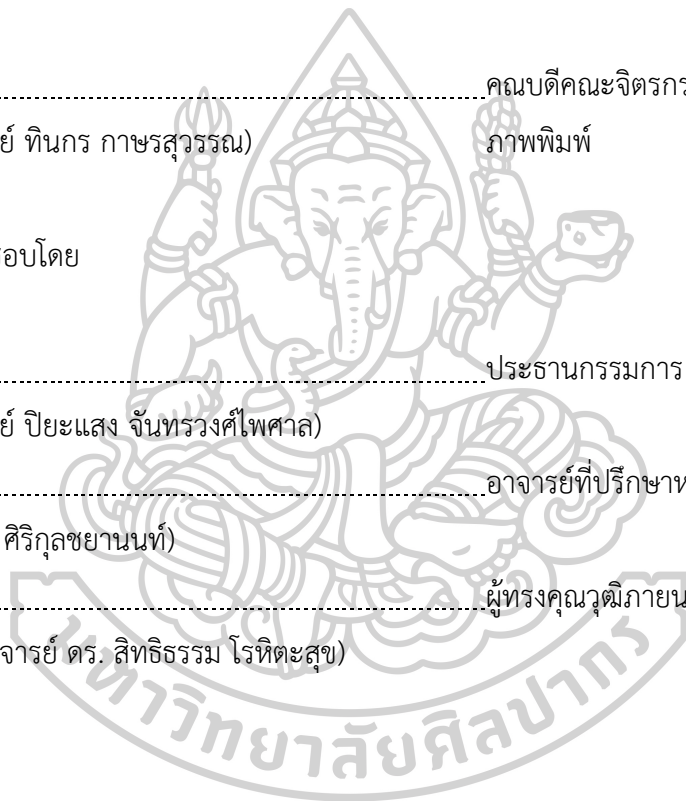 คณบดีคณะจิตรกร
ย์ ทินกร กาษรสุวรรณ) ภาพพิมพ์
อบโดย
ประธานกรรมการ
ย์ ปิยะแสง จันทรวงศ์ไพศาล)
อาจารย์ที่ปรึกษาห
ศิริกุลชยานนท์)
ผู้ทรงคุณวุฒิภายน
จารย์ ดร. สิทธิธรรม โรหิตะสุข)
มหาวิทยาลัยศิลปากร